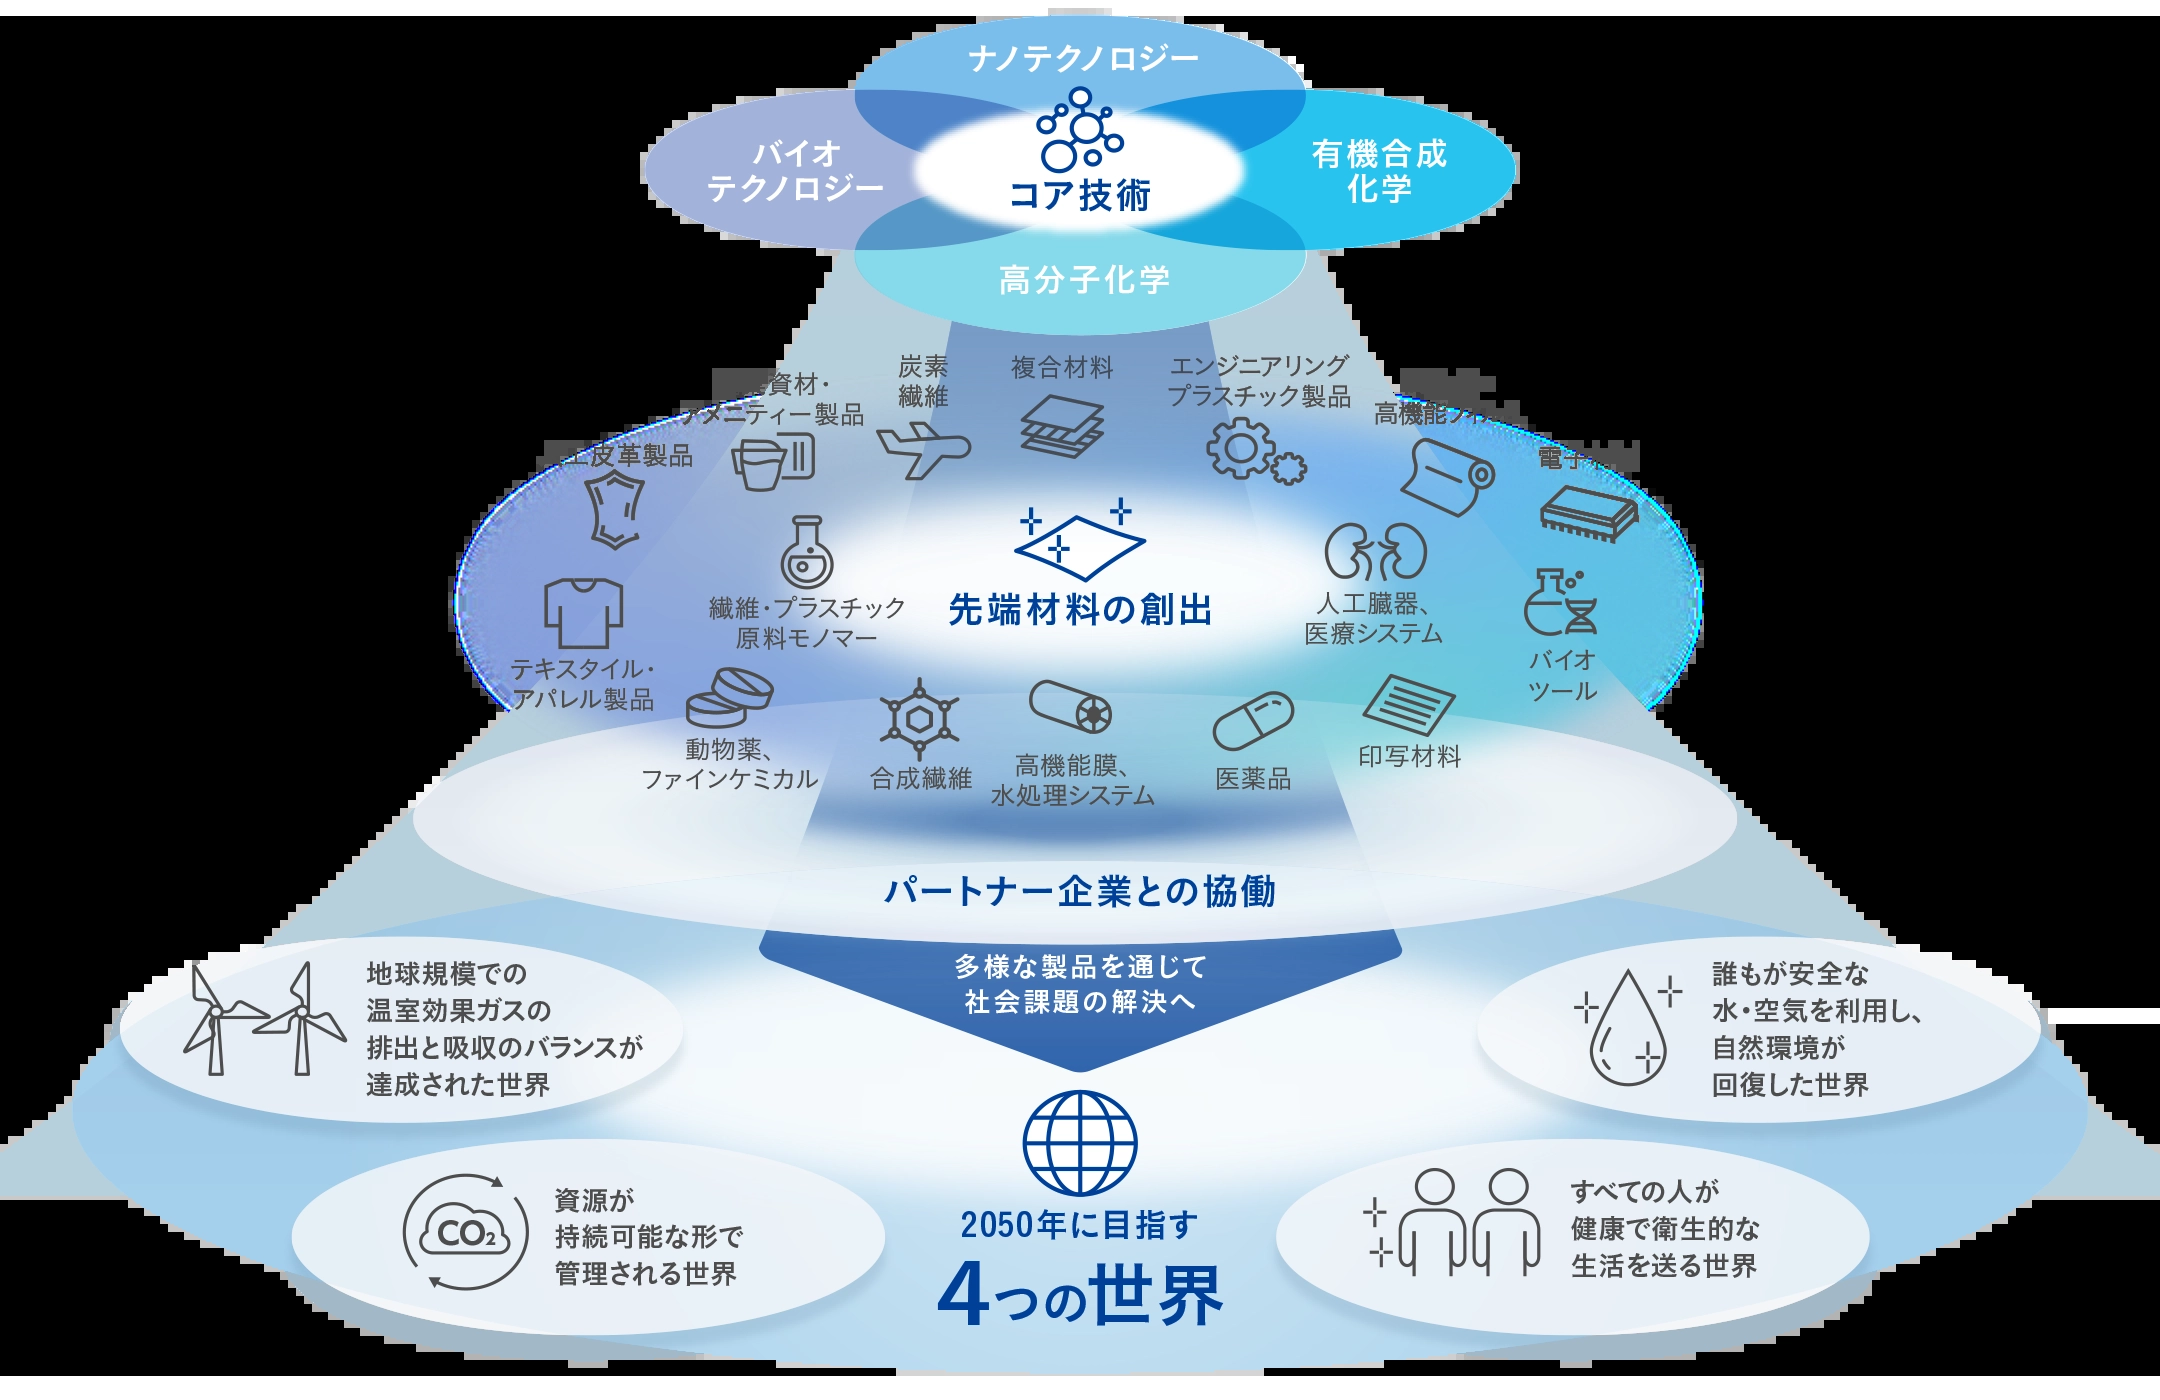 ナノテクノロジー
バイオ
テクノロジー
コア技術
有機合成
化学
高分子化学
資材・
アメニティー製品
炭素
繊維
複合材料
エンジニアリング
プラスチック製品
高機能
皮革製品
電子
繊維・プラスチック
原料モノマー
先端材料の創出
人工臓器、
医療システム
バイオ
ツール
テキスタイル・
アパレル製品
動物薬、
ファインケミカル
合成繊維
高機能膜、
水処理システム
医薬品
印写材料
パートナー企業との協働
多様な製品を通じて
社会課題の解決へ
地球規模での
温室効果ガスの
排出と吸収のバランスが
達成された世界
誰もが安全な
水・空気を利用し、
自然環境が
回復した世界
CO2
資源が
持続可能な形で
管理される世界
2050年に目指す
4つの世界
すべての人が
健康で衛生的な
生活を送る世界